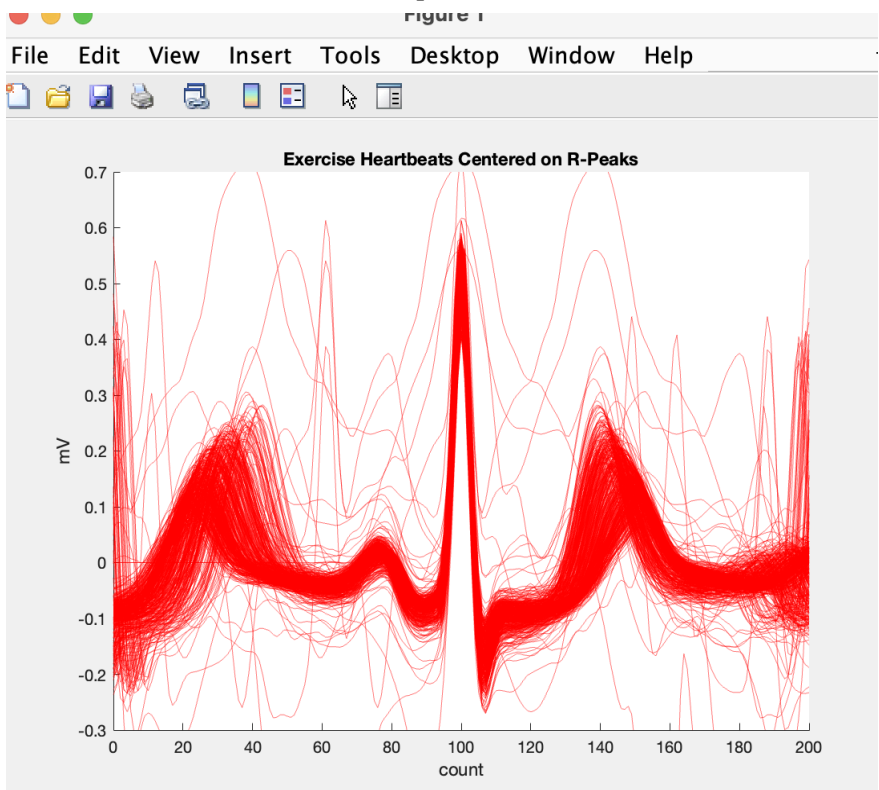 Figure 1
File Edit View Insert Tools Desktop Window Help
Exercise Heartbeats Centered on R-Peaks
0.7
0.6
0.5
0.4
0.3
0.2
0.1
0
-0.1
-0.2
-0.3
mV
0 20 40 60 80 100 120 140 160 180 200
count